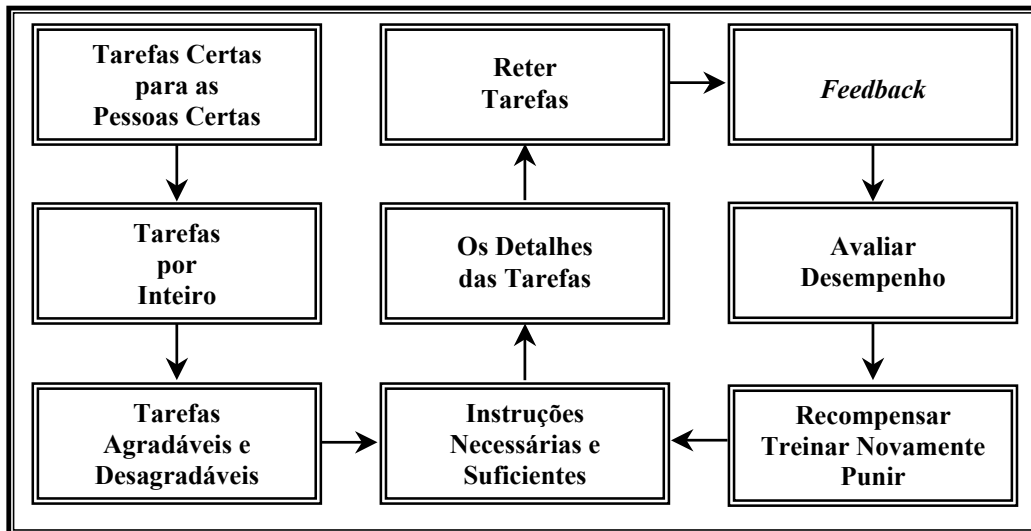 Tarefas Certas
para as
Pessoas Certas
Reter
Tarefas
Feedback
Tarefas
por
Inteiro
Os Detalhes
das Tarefas
Avaliar
Desempenho
Tarefas
Agradáveis e
Desagradáveis
Instruções
Necessárias e
Suficientes
Recompensar
Treinar Novamente
Punir